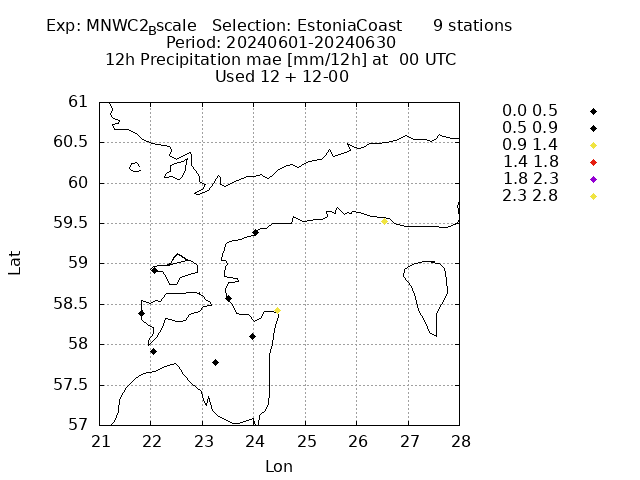 Exp: MNWC2Bscale   Selection: EstoniaCoast      9 stations
Period: 20240601-20240630
12h Precipitation mae [mm/12h] at  00 UTC
Used 12 + 12-00
0.0 0.5
0.5 0.9
0.9 1.4
1.4 1.8
1.8 2.3
2.3 2.8
61
60.5
60
59.5
59
58.5
58
57.5
57
Lat
21 22 23 24 25 26 27 28
Lon